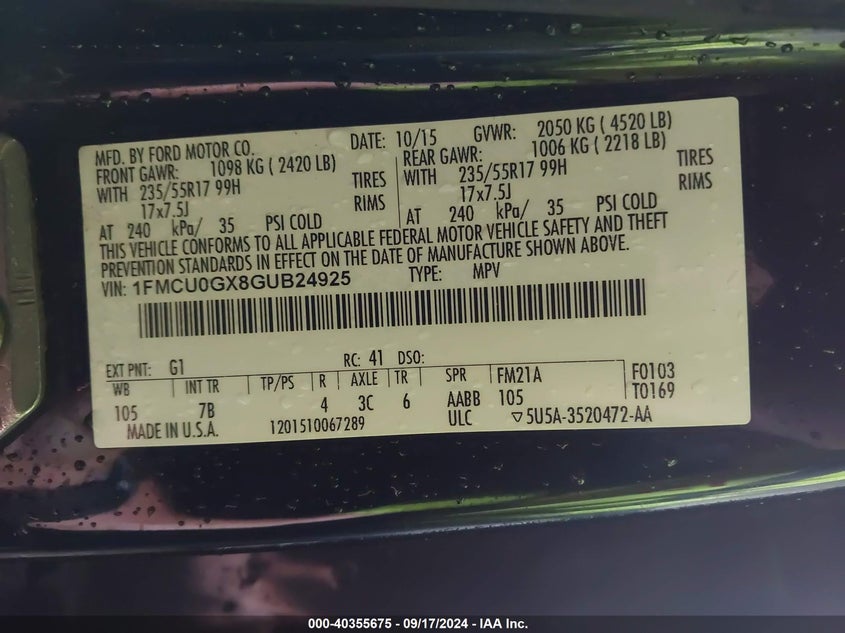 MFD. BY FORD MOTOR CO. DATE: 10/15 GVWR: 2050 KG ( 4520 LB)
FRONT GAWR: 1098 KG ( 2420 LB) REAR GAWR: 1006 KG ( 2218 LB)
WITH 235/55R17 99H TIRES WITH 235/55R17 99H TIRES
17x7.5J RIMS 17x7.5J RIMS
AT 240 kPa/ 35 PSI COLD AT 240 kPa/ 35 PSI COLD
THIS VEHICLE CONFORMS TO ALL APPLICABLE FEDERAL MOTOR VEHICLE SAFETY AND THEFT
PREVENTION STANDARDS IN EFFECT ON THE DATE OF MANUFACTURE SHOWN ABOVE.
VIN: 1FMCU0GX8GUB24925 TYPE: MPV
EXT PNT: G1 RC: 41 DSO:
WB INT TR TP/PS R AXLE TR SPR FM21A F0103
105 7B 4 3C 6 AABB 105 T0169
MADE IN U.S.A. 1201510067289 ULC ▽5U5A-3520472-AA
000-40355675 - 09/17/2024 - IAA Inc.